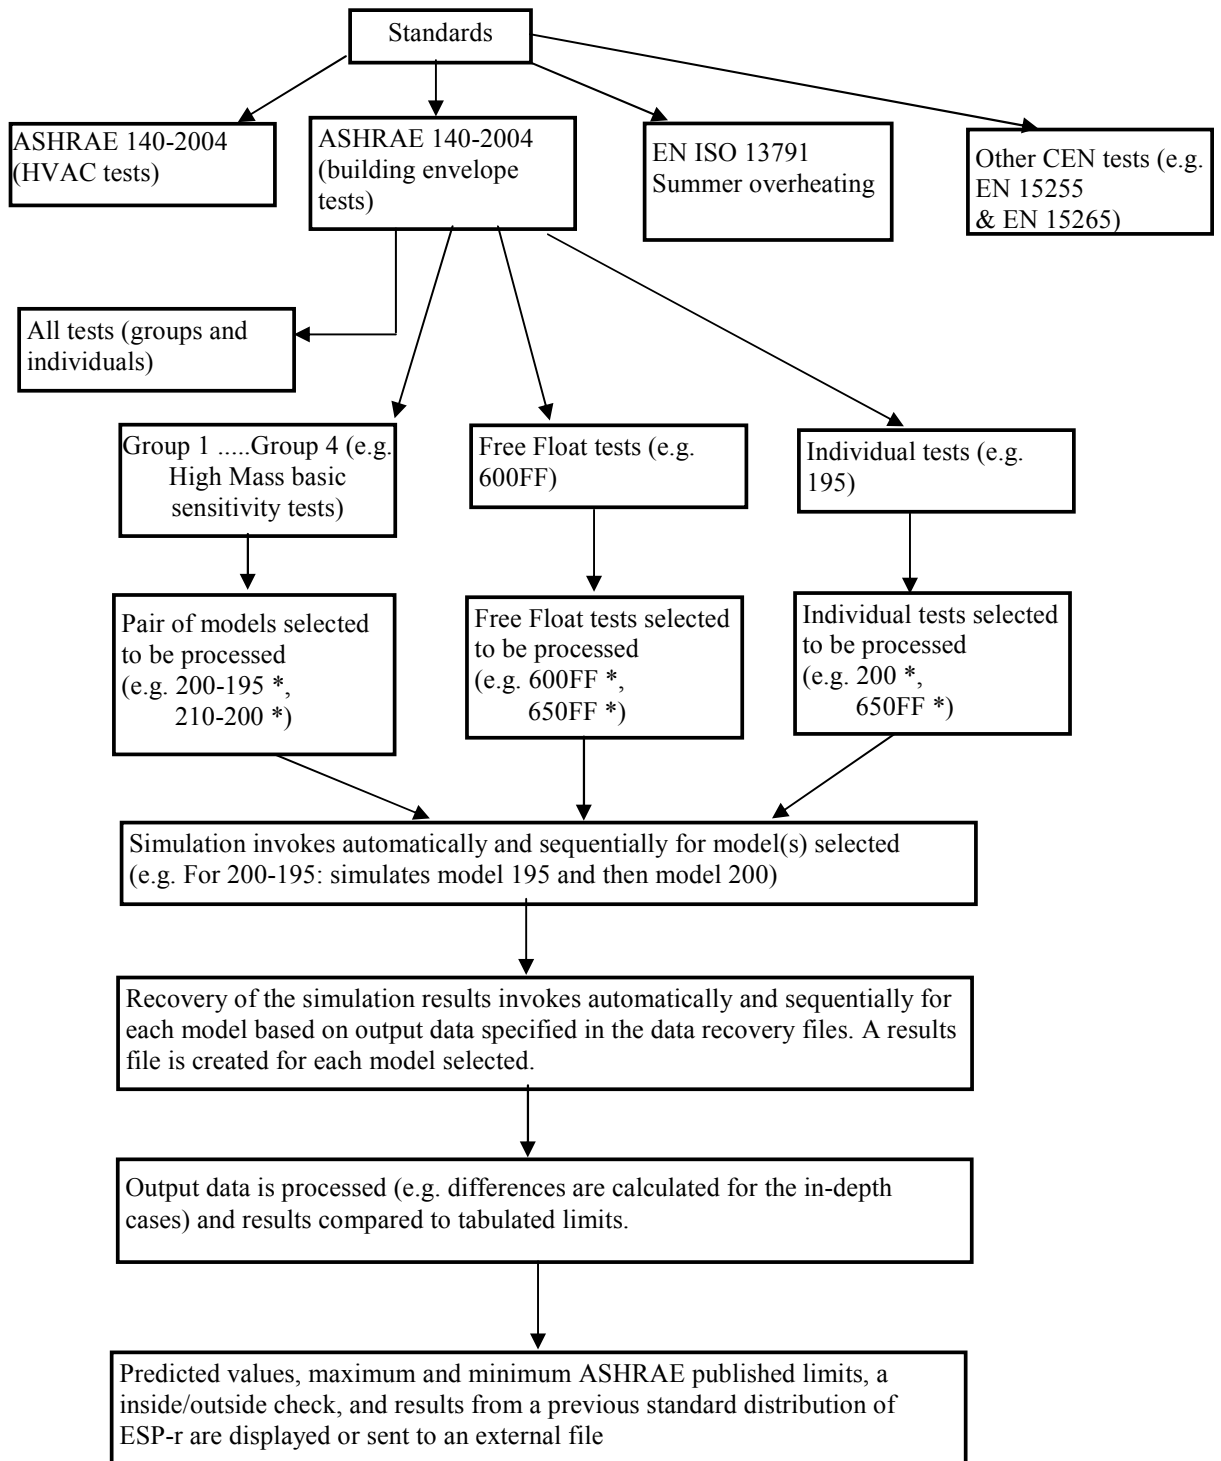 Standards
ASHRAE 140-2004
(HVAC tests)
ASHRAE 140-2004
(building envelope
tests)
EN ISO 13791
Summer overheating
Other CEN tests (e.g.
EN 15255
& EN 15265)
All tests (groups and
individuals)
Group 1 .....Group 4 (e.g.
High Mass basic
sensitivity tests)
Free Float tests (e.g.
600FF)
Individual tests (e.g.
195)
Pair of models selected
to be processed
(e.g. 200-195 *,
210-200 *)
Free Float tests selected
to be processed
(e.g. 600FF *,
650FF *)
Individual tests selected
to be processed
(e.g. 200 *,
650FF *)
Simulation invokes automatically and sequentially for model(s) selected
(e.g. For 200-195: simulates model 195 and then model 200)
Recovery of the simulation results invokes automatically and sequentially for
each model based on output data specified in the data recovery files. A results
file is created for each model selected.
Output data is processed (e.g. differences are calculated for the in-depth
cases) and results compared to tabulated limits.
Predicted values, maximum and minimum ASHRAE published limits, a
inside/outside check, and results from a previous standard distribution of
ESP-r are displayed or sent to an external file